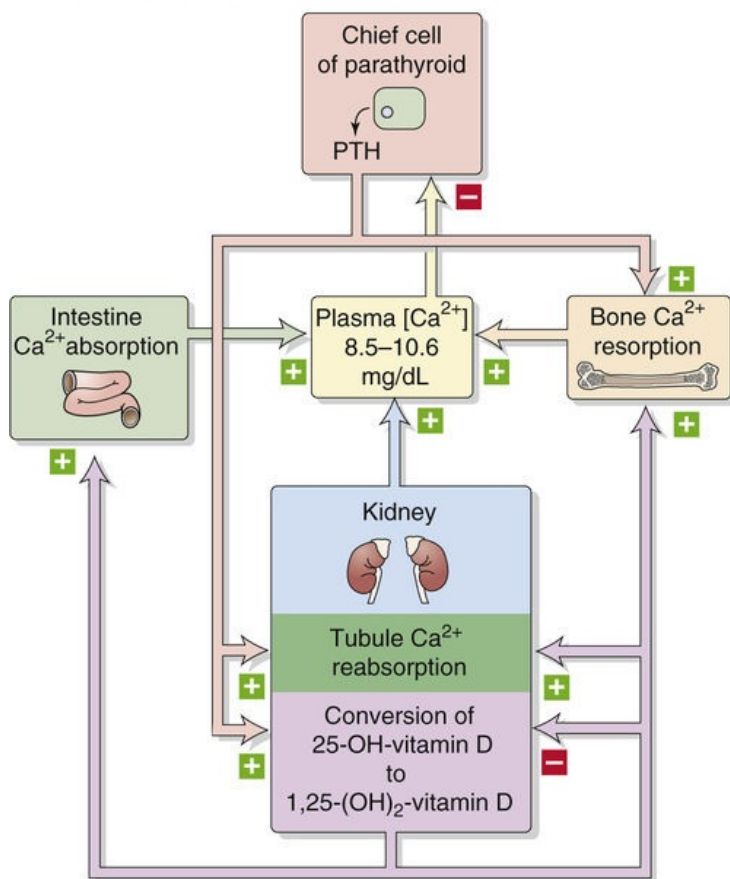 Chief cell
of parathyroid
PTH
−
+
Intestine
Ca²⁺ absorption
Plasma [Ca²⁺]
8.5–10.6
mg/dL
Bone Ca²⁺
resorption
+
+
+
+
+
Kidney
Tubule Ca²⁺
reabsorption
+
+
Conversion of
25-OH-vitamin D
to
1,25-(OH)₂-vitamin D
+
−